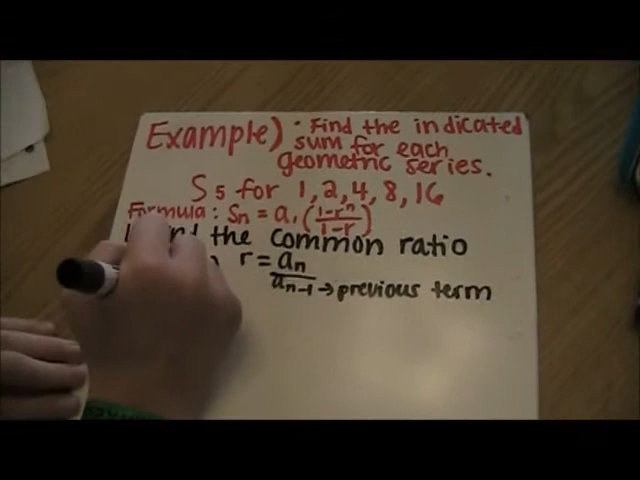 Example) · Find the indicated
sum for each
geometric series.
S5 for 1, 2, 4, 8, 16
Formula: Sn = a1 (1-rⁿ/1-r)
the common ratio
r = an/an-1 → previous term